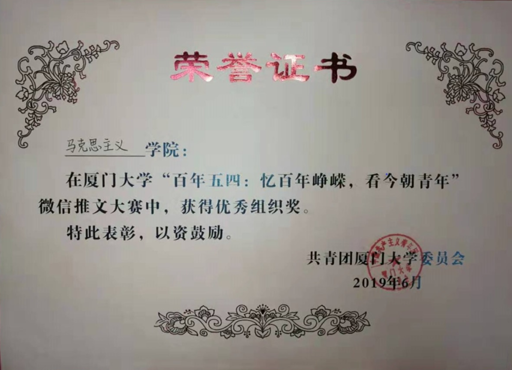 荣誉证书
马克思主义 学院：
在厦门大学“百年五四：忆百年峥嵘，看今朝青年”
微信推文大赛中，获得优秀组织奖。
特此表彰，以资鼓励。
共青团厦门大学委员会
2019年6月